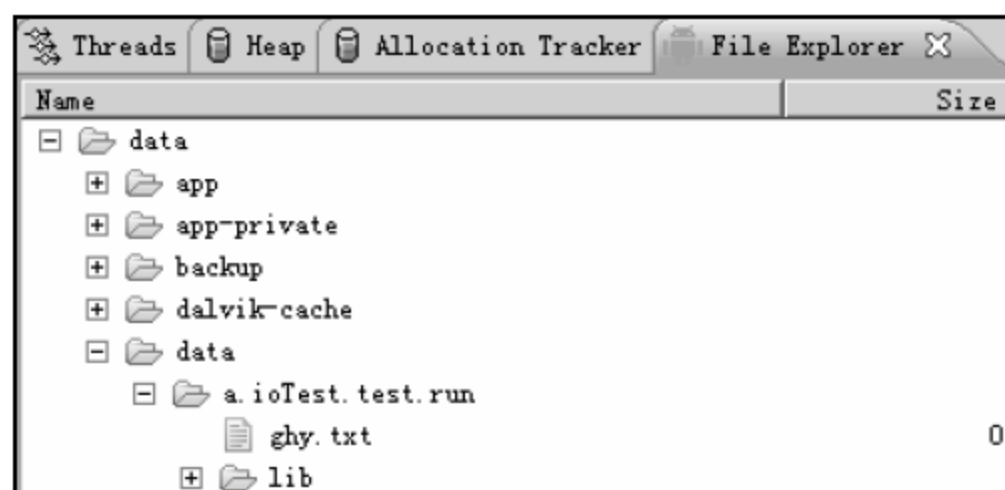 Threads Heap Allocation Tracker File Explorer
Name Size
data
app
app-private
backup
dalvik-cache
data
a.ioTest.test.run
ghy.txt 0
lib